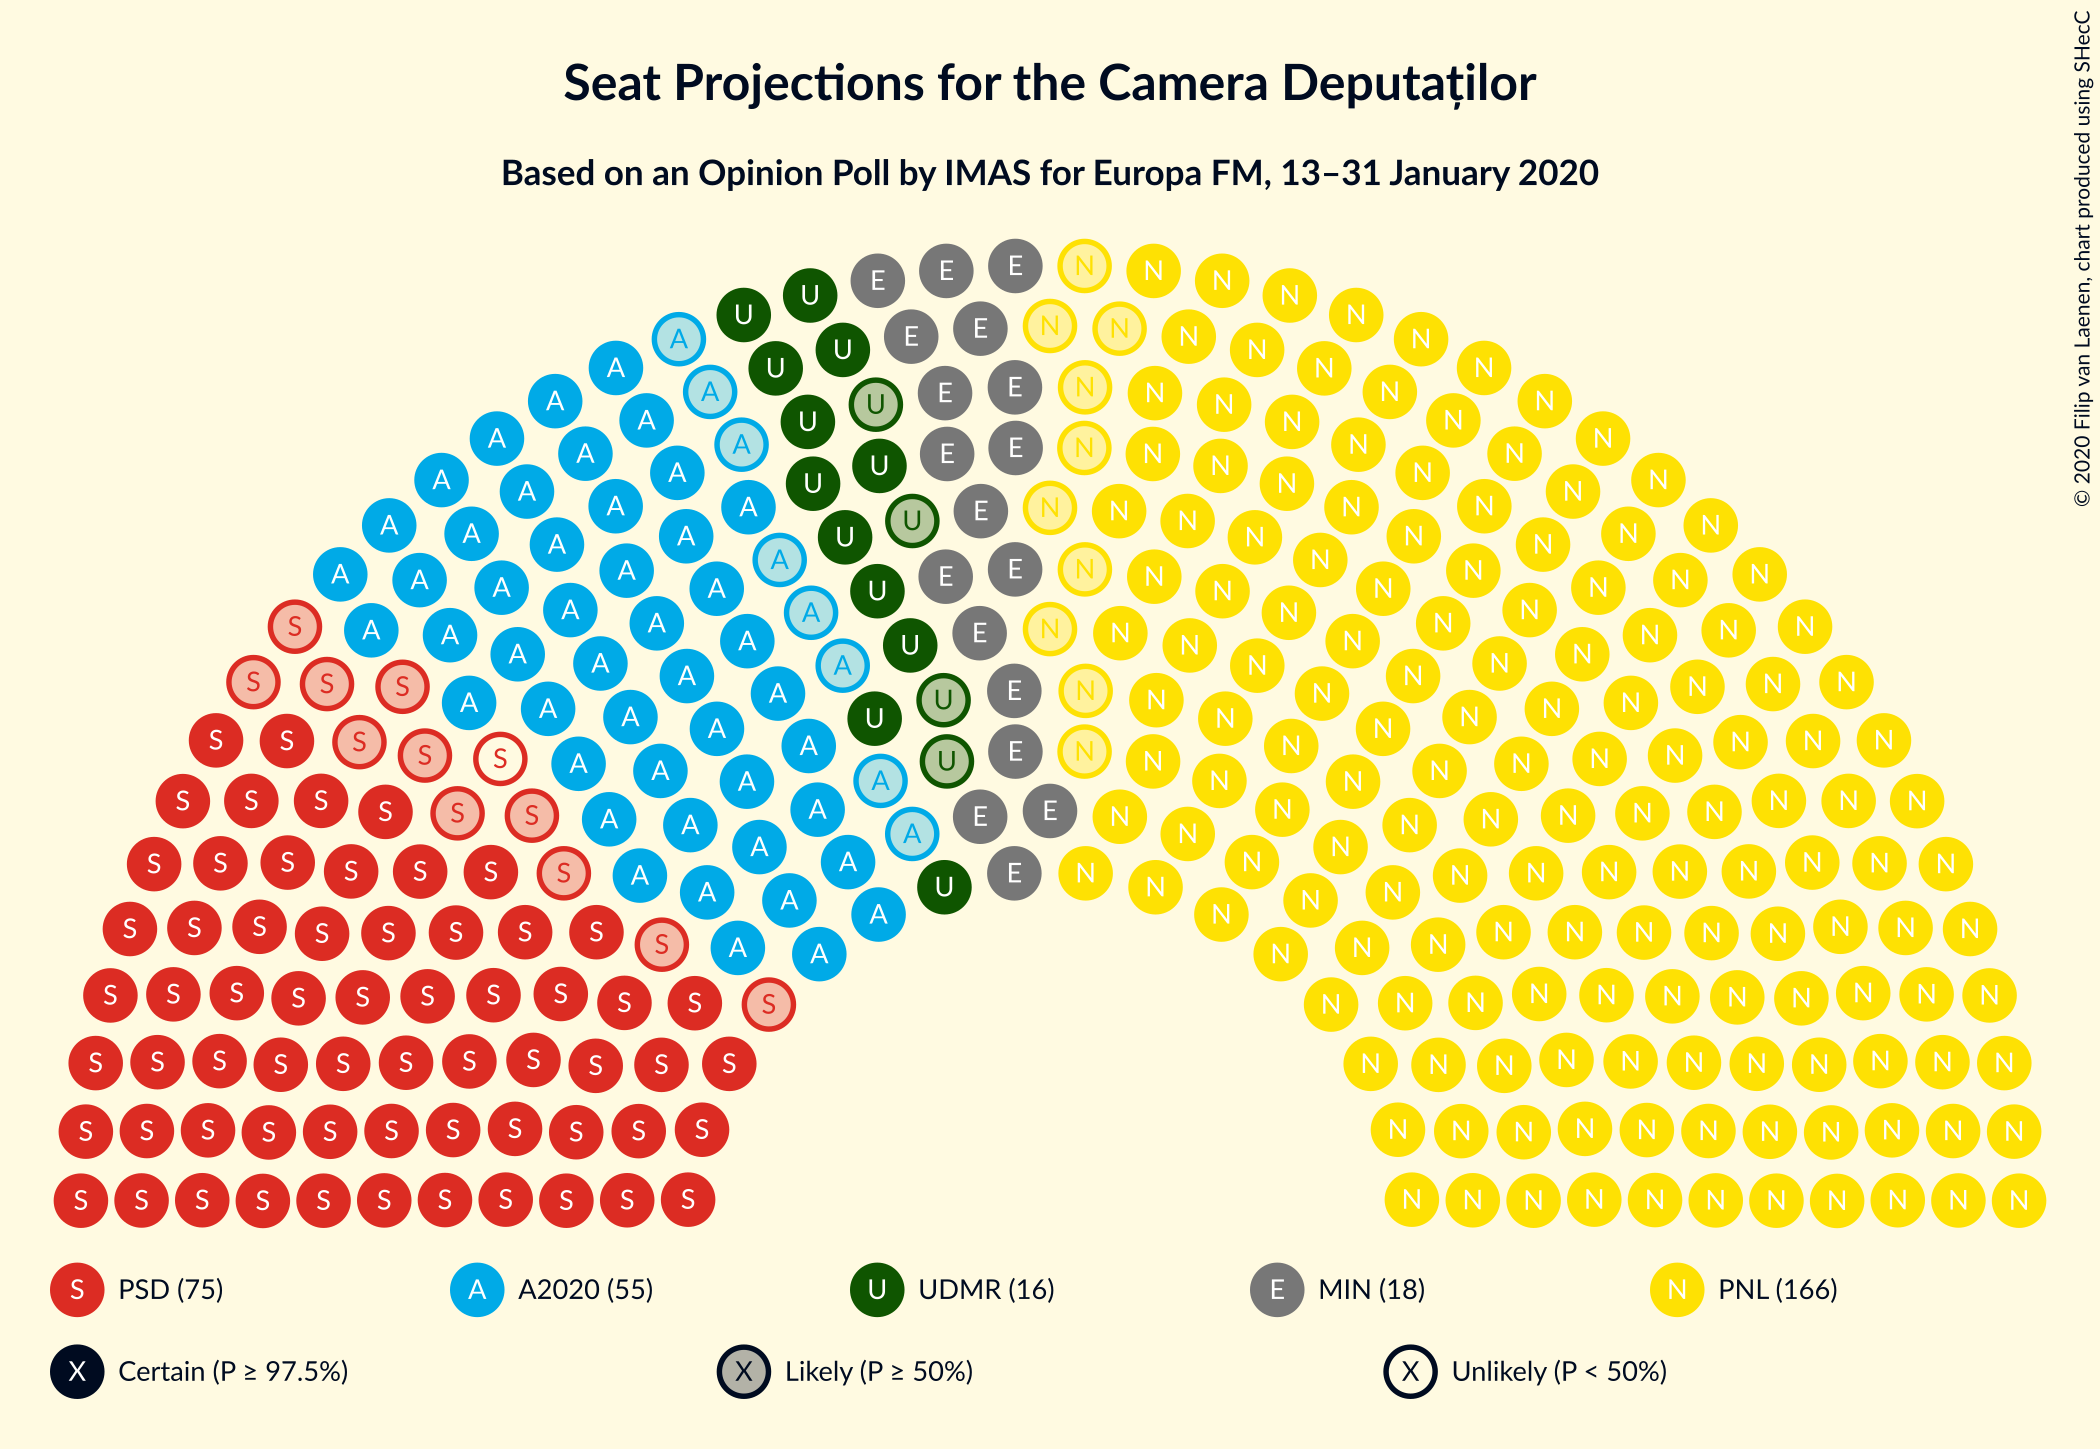 Seat Projections for the Camera Deputaților
Based on an Opinion Poll by IMAS for Europa FM, 13–31 January 2020
© 2020 Filip van Laenen, chart produced using SHecC
S PSD (75)
A A2020 (55)
U UDMR (16)
E MIN (18)
N PNL (166)
X Certain (P ≥ 97.5%)
X Likely (P ≥ 50%)
X Unlikely (P < 50%)